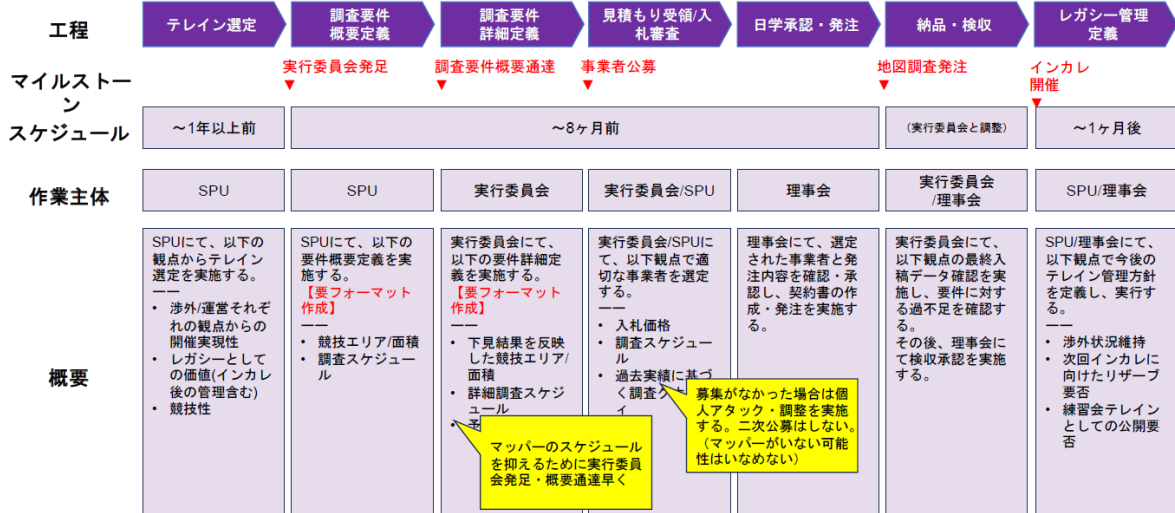 工程
テレイン選定
調査要件
概要定義
調査要件
詳細定義
見積もり受領/入
札審査
日学承認・発注
納品・検収
レガシー管理
定義
マイルストー
ン
実行委員会発足
▼
調査要件概要通達
▼
事業者公募
▼
地図調査発注
▼
インカレ
開催
▼
スケジュール
~1年以上前
~8ヶ月前
(実行委員会と調整)
~1ヶ月後
作業主体
SPU
SPU
実行委員会
実行委員会/SPU
理事会
実行委員会
/理事会
SPU/理事会
概要
SPUにて、以下の
観点からテレイン
選定を実施する。
ーー
• 渉外/運営それぞ
れの観点からの
開催実現性
• レガシーとして
の価値(インカレ
後の管理含む)
• 競技性
SPUにて、以下の
要件概要定義を実
施する。
【要フォーマット
作成】
ーー
• 競技エリア/面積
• 調査スケジュー
ル
実行委員会にて、
以下の要件詳細定
義を実施する。
【要フォーマット
作成】
ーー
• 下見結果を反映
した競技エリア/
面積
• 詳細調査スケジ
ュール
マッパーのスケジュール
を抑えるために実行委員
会発足・概要通達早く
実行委員会/SPUに
て、以下観点で適
切な事業者を選定
する。
ーー
• 入札価格
• 調査スケジュー
ル
• 過去実績に基づ
く調査ク
ィ
募集がなかった場合は個
人アタック・調整を実施
する。二次公募はしない。
(マッパーがいない可能
性はいなめない)
理事会にて、選定
された事業者と発
注内容を確認・承
認し、契約書の作
成・発注を実施す
る。
実行委員会にて、
以下観点の最終入
稿データ確認を実
施し、要件に対す
る過不足を確認す
る。
その後、理事会に
て検収承認を実施
する。
SPU/理事会にて、
以下観点で今後の
テレイン管理方針
を定義し、実行す
る。
ーー
• 渉外状況維持
• 次回インカレに
向けたリザーブ
要否
• 練習会テレイン
としての公開要
否